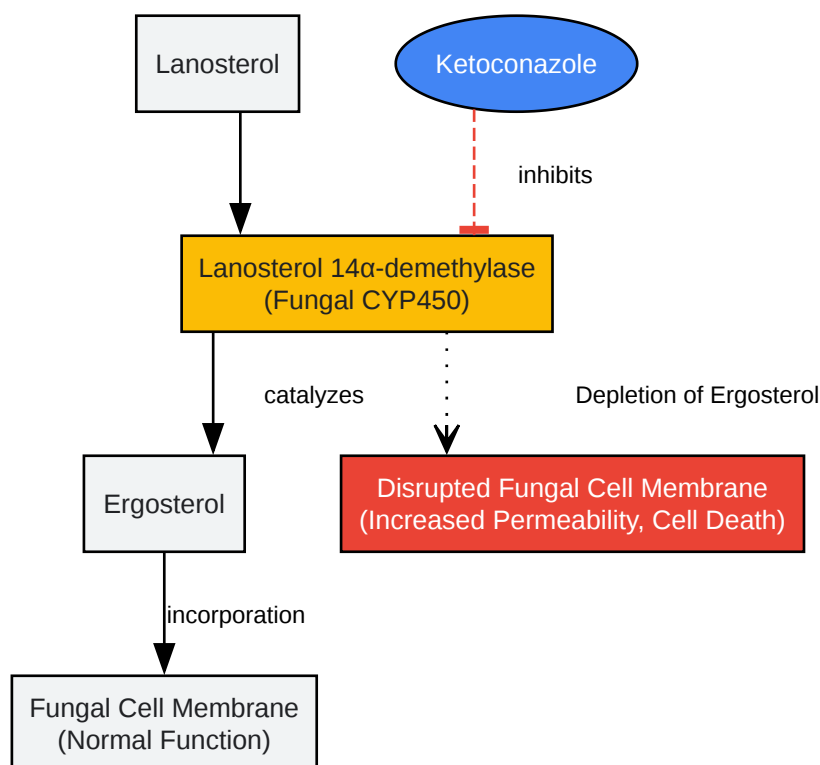 Lanosterol
Ketoconazole
inhibits
Lanosterol 14α-demethylase
(Fungal CYP450)
catalyzes
Depletion of Ergosterol
Ergosterol
Disrupted Fungal Cell Membrane
(Increased Permeability, Cell Death)
incorporation
Fungal Cell Membrane
(Normal Function)